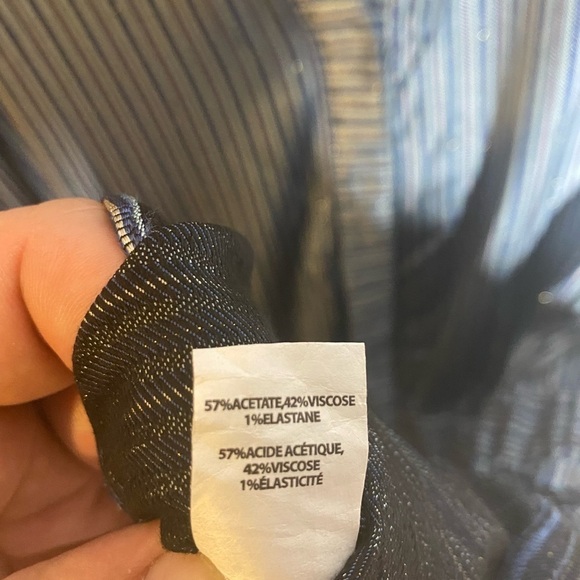 57%ACETATE,42%VISCOSE
1%ELASTANE
57%ACIDE ACÉTIQUE,
42%VISCOSE
1%ÉLASTICITÉ